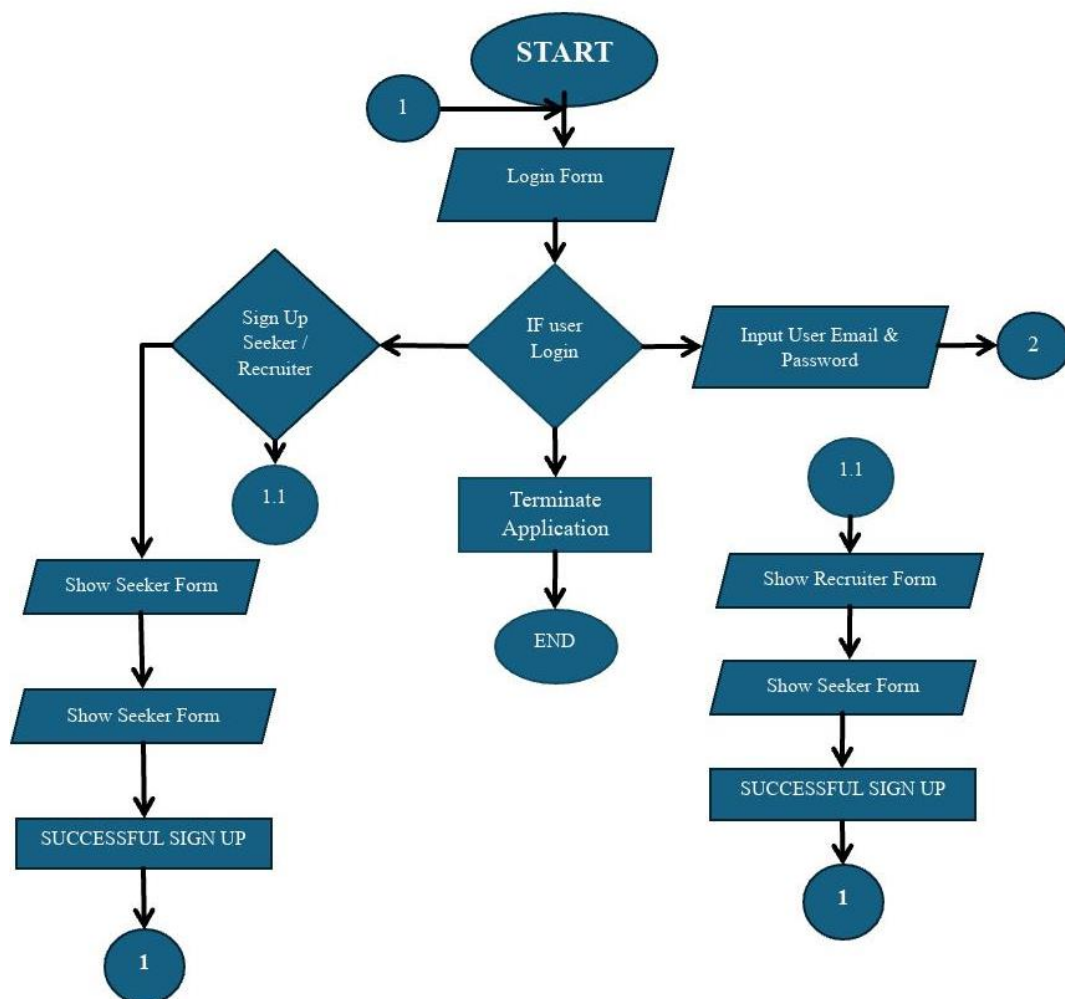 START
1
Login Form
Sign Up
Seeker /
Recruiter
IF user
Login
Input User Email &
Password
2
1.1
Terminate
Application
1.1
Show Seeker Form
Show Recruiter Form
END
Show Seeker Form
Show Seeker Form
SUCCESSFUL SIGN UP
SUCCESSFUL SIGN UP
1
1